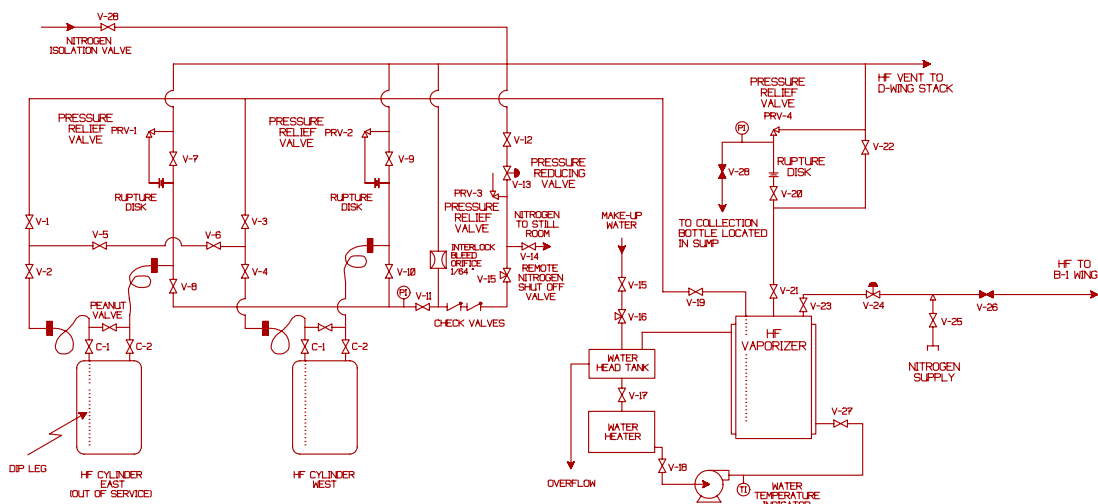 V-28
NITROGEN
ISOLATION VALVE
HF VENT TO
D-WING STACK
PRESSURE
RELIEF
VALVE
PRV-1
V-7
RUPTURE
DISK
PRESSURE
RELIEF
VALVE
PRV-2
V-9
RUPTURE
DISK
V-12
PRESSURE
REDUCING
VALVE
V-13
PRV-3
PRESSURE
RELIEF
VALVE
NITROGEN
TO STILL
ROOM
V-14
PRESSURE
RELIEF
VALVE
PRV-4
PI
V-28
V-22
RUPTURE
DISK
V-20
TO COLLECTION
BOTTLE LOCATED
IN SUMP
V-1
V-5
V-6
V-3
V-2
V-4
V-8
V-10
INTERLOCK
BLEED
ORIFICE
1/64"
V-15
REMOTE
NITROGEN
SHUT OFF
VALVE
PI
V-11
CHECK VALVES
MAKE-UP
WATER
V-15
V-16
V-19
V-21
V-23
V-24
V-25
V-26
HF TO
B-1 WING
NITROGEN
SUPPLY
PEANUT
VALVE
C-1
C-2
C-1
C-2
WATER
HEAD TANK
V-17
WATER
HEATER
HF
VAPORIZER
V-27
V-18
DIP LEG
HF CYLINDER
EAST
(OUT OF SERVICE)
HF CYLINDER
WEST
OVERFLOW
TI
WATER
TEMPERATURE
INDICATOR